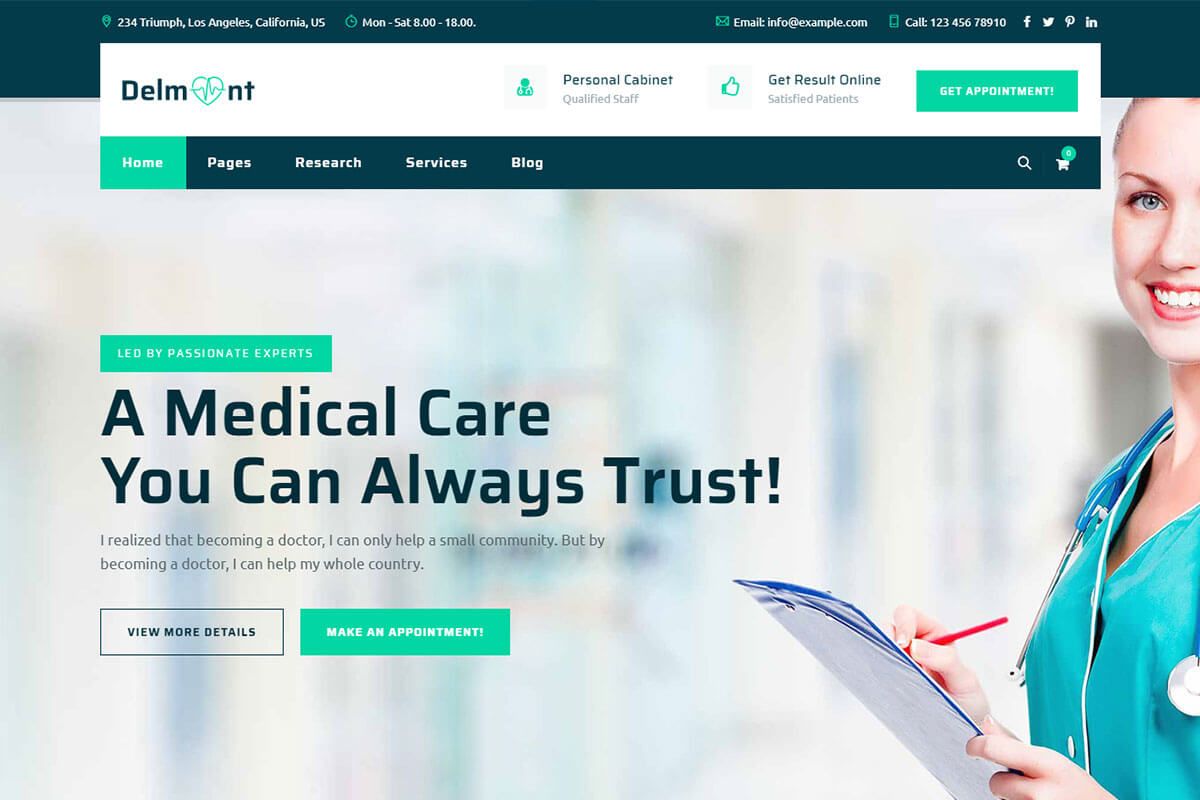 234 Triumph, Los Angeles, California, US
Mon - Sat 8.00 - 18.00.
Email: info@example.com
Call: 123 456 78910
Delmont
Personal Cabinet
Qualified Staff
Get Result Online
Satisfied Patients
GET APPOINTMENT!
Home
Pages
Research
Services
Blog
0
LED BY PASSIONATE EXPERTS
A Medical Care
You Can Always Trust!
I realized that becoming a doctor, I can only help a small community. But by
becoming a doctor, I can help my whole country.
VIEW MORE DETAILS
MAKE AN APPOINTMENT!